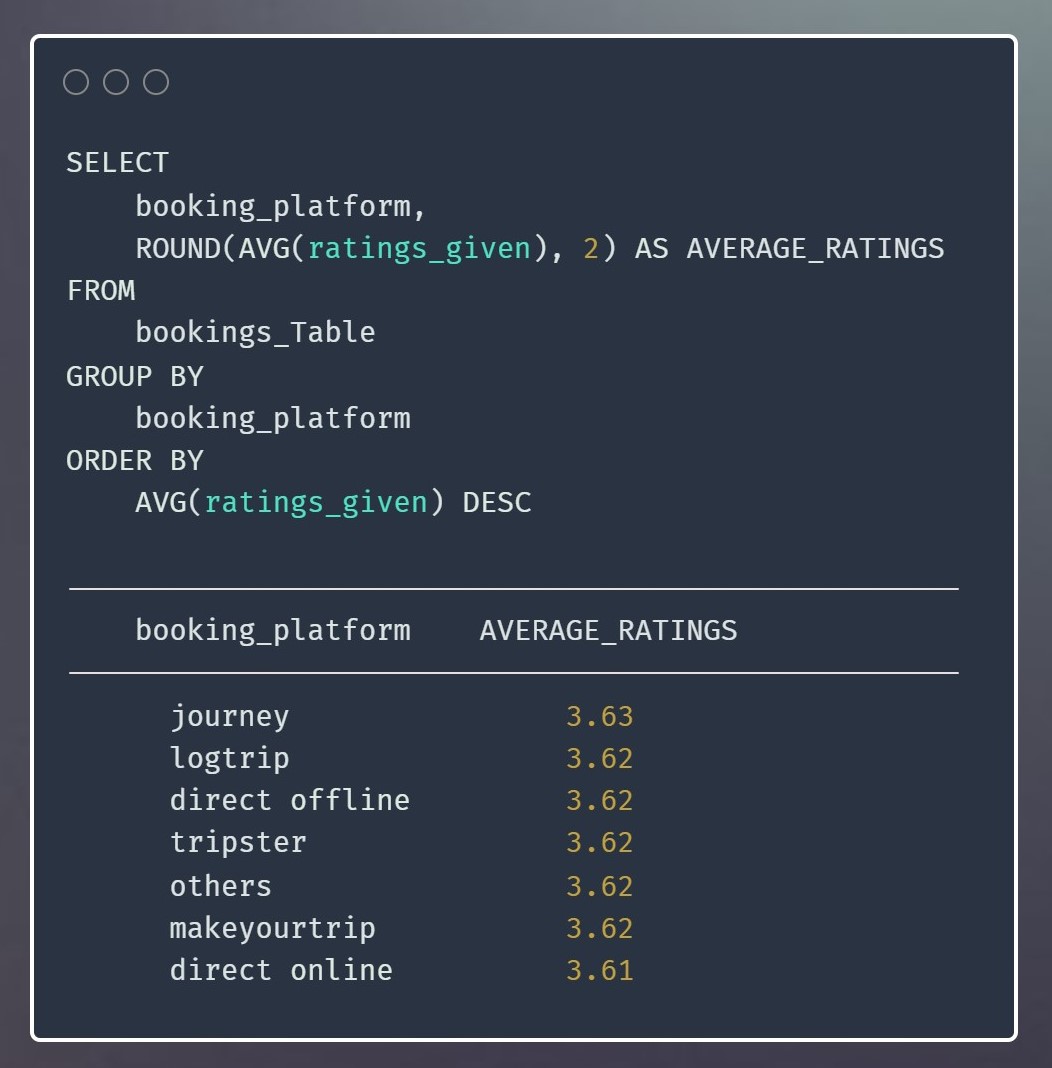 SELECT
    booking_platform,
    ROUND(AVG(ratings_given), 2) AS AVERAGE_RATINGS
FROM
    bookings_Table
GROUP BY
    booking_platform
ORDER BY
    AVG(ratings_given) DESC
booking_platform    AVERAGE_RATINGS
journey    3.63
logtrip    3.62
direct offline    3.62
tripster    3.62
others    3.62
makeyourtrip    3.62
direct online    3.61